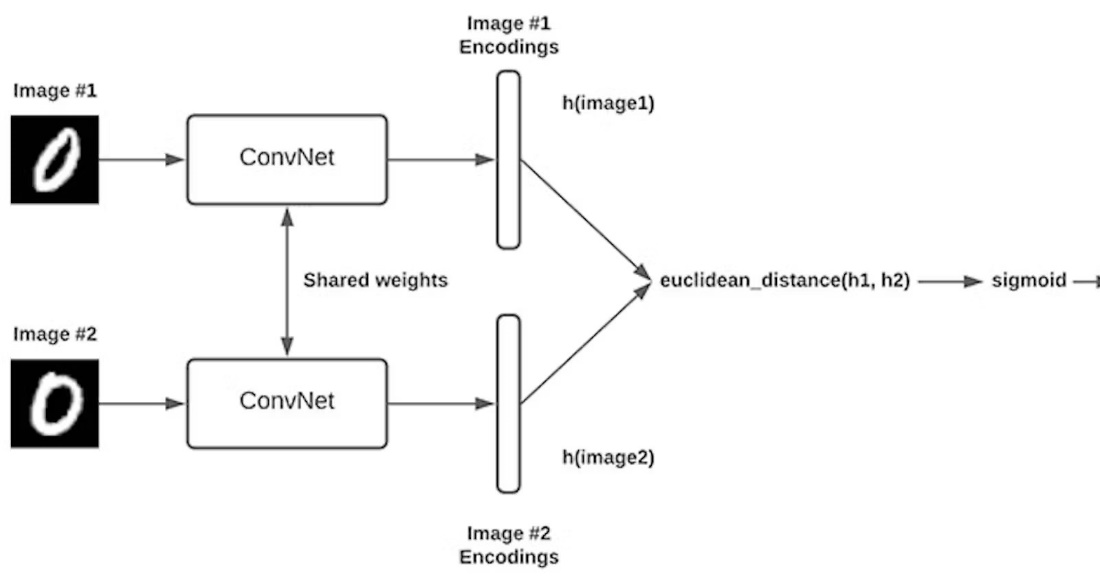 Image #1
Encodings
Image #1
h(image1)
ConvNet
Shared weights
euclidean_distance(h1, h2)
sigmoid
Image #2
ConvNet
h(image2)
Image #2
Encodings